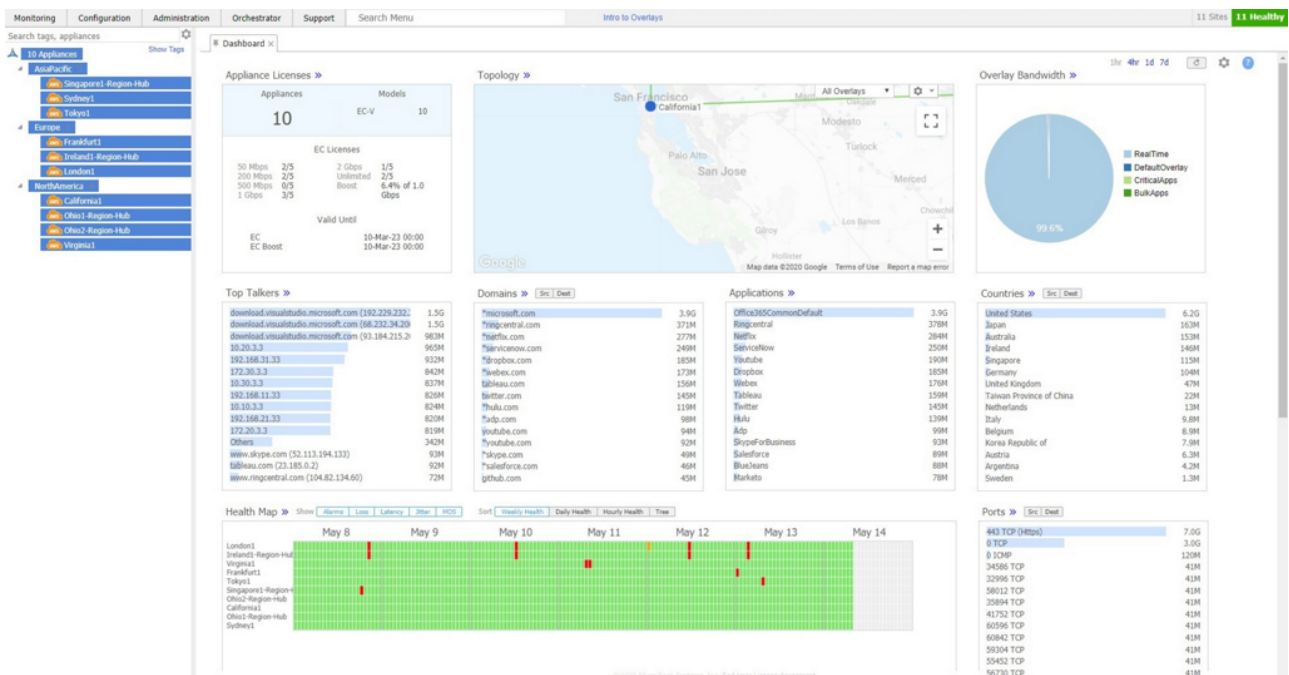 Monitoring Configuration Administration Orchestrator Support Search Menu Intro to Overlays 11 Sites 11 Healthy
Search tags, appliances
Show Tags
10 Appliances
AsiaPacific
Singapore1-Region-Hub
Sydney1
Tokyo1
Europe
Frankfurt1
Ireland1-Region-Hub
London1
NorthAmerica
California1
Ohio1-Region-Hub
Ohio2-Region-Hub
Virginia1
Dashboard ×
1hr 4hr 1d 7d
Appliance Licenses »
Appliances Models
10 EC-V 10
EC Licenses
50 Mbps 2/5 2 Gbps 1/5
200 Mbps 2/5 Unlimited 2/5
500 Mbps 0/5 Boost 6.4% of 1.0
1 Gbps 3/5 Gbps
Valid Until
EC 10-Mar-23 00:00
EC Boost 10-Mar-23 00:00
Topology »
All Overlays
San Francisco
California1
Oakdale
Modesto
Turlock
Palo Alto
San Jose
Merced
Chowchil
Los Banos
Gilroy
Hollister
Google
Map data ©2020 Google Terms of Use Report a map error
Overlay Bandwidth »
RealTime
DefaultOverlay
CriticalApps
BulkApps
99.6%
Top Talkers »
download.visualstudio.microsoft.com (192.229.232. 1.5G
download.visualstudio.microsoft.com (68.232.34.20 1.5G
download.visualstudio.microsoft.com (93.184.215.2 983M
10.20.3.3 965M
192.168.31.33 932M
172.30.3.3 842M
10.30.3.3 837M
192.168.11.33 826M
10.10.3.3 824M
192.168.21.33 820M
172.20.3.3 819M
Others 342M
www.skype.com (52.113.194.133) 93M
tableau.com (23.185.0.2) 92M
www.ringcentral.com (104.82.134.60) 72M
Domains » Src Dest
*microsoft.com 3.9G
*ringcentral.com 371M
*netflix.com 277M
*servicenow.com 249M
*dropbox.com 185M
*webex.com 173M
tableau.com 156M
twitter.com 145M
*hulu.com 119M
*adp.com 98M
youtube.com 94M
*youtube.com 92M
*skype.com 49M
*salesforce.com 46M
github.com 45M
Applications »
Office365CommonDefault 3.9G
Ringcentral 378M
Netflix 284M
ServiceNow 250M
Youtube 190M
Dropbox 185M
Webex 176M
Tableau 159M
Twitter 145M
Hulu 139M
Adp 99M
SkypeForBusiness 93M
Salesforce 89M
BlueJeans 88M
Marketo 78M
Countries » Src Dest
United States 6.2G
Japan 163M
Australia 153M
Ireland 146M
Singapore 115M
Germany 104M
United Kingdom 47M
Taiwan Province of China 22M
Netherlands 13M
Italy 9.8M
Belgium 8.9M
Korea Republic of 7.9M
Austria 6.3M
Argentina 4.2M
Sweden 1.3M
Health Map » Show Alarms Loss Latency Jitter MOS Sort Weekly Health Daily Health Hourly Health Tree
May 8 May 9 May 10 May 11 May 12 May 13 May 14
London1
Ireland1-Region-Hub
Virginia1
Frankfurt1
Tokyo1
Singapore1-Region-H
Ohio2-Region-Hub
California1
Ohio1-Region-Hub
Sydney1
Ports » Src Dest
443 TCP (Https) 7.0G
0 TCP 3.0G
0 ICMP 120M
34586 TCP 41M
32996 TCP 41M
58012 TCP 41M
35894 TCP 41M
41752 TCP 41M
60596 TCP 41M
60842 TCP 41M
59304 TCP 41M
55452 TCP 41M
56730 TCP 41M